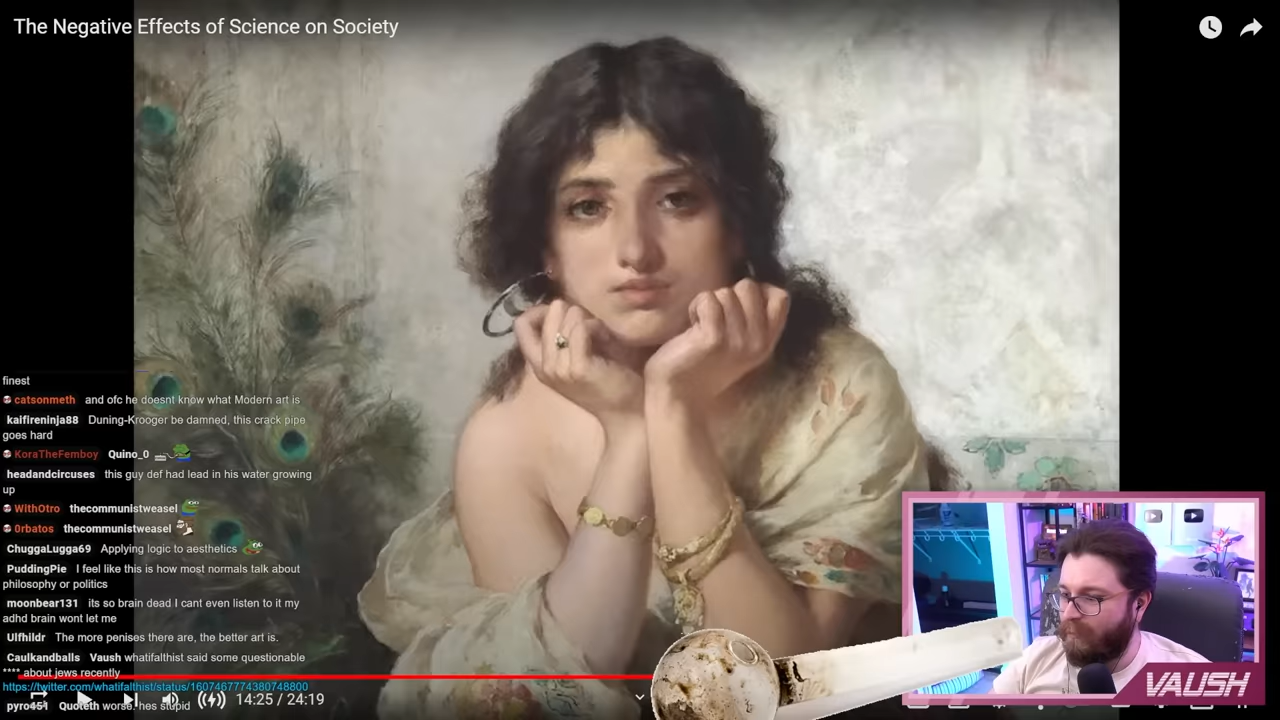 The Negative Effects of Science on Society
finest
catsonmeth and ofc he doesnt know what Modern art is
kaifireninja88 Duning-Krooger be damned, this crack pipe
goes hard
KoraTheFemboy Quino_0
headandcircuses this guy def had lead in his water growing
up
WithOtro thecommunistweasel
0rbatos thecommunistweasel
ChuggaLugga69 Applying logic to aesthetics
PuddingPie I feel like this is how most normals talk about
philosophy or politics
moonbear131 its so brain dead I cant even listen to it my
adhd brain wont let me
Ulfhildr The more penises there are, the better art is.
Caulkandballs Vaush whatifalthist said some questionable
**** about jews recently
https://twitter.com/whatifalthist/status/1607467774380748800
pyro451 Quoteth worse. hes stupid
14:25 / 24:19
VAUSH